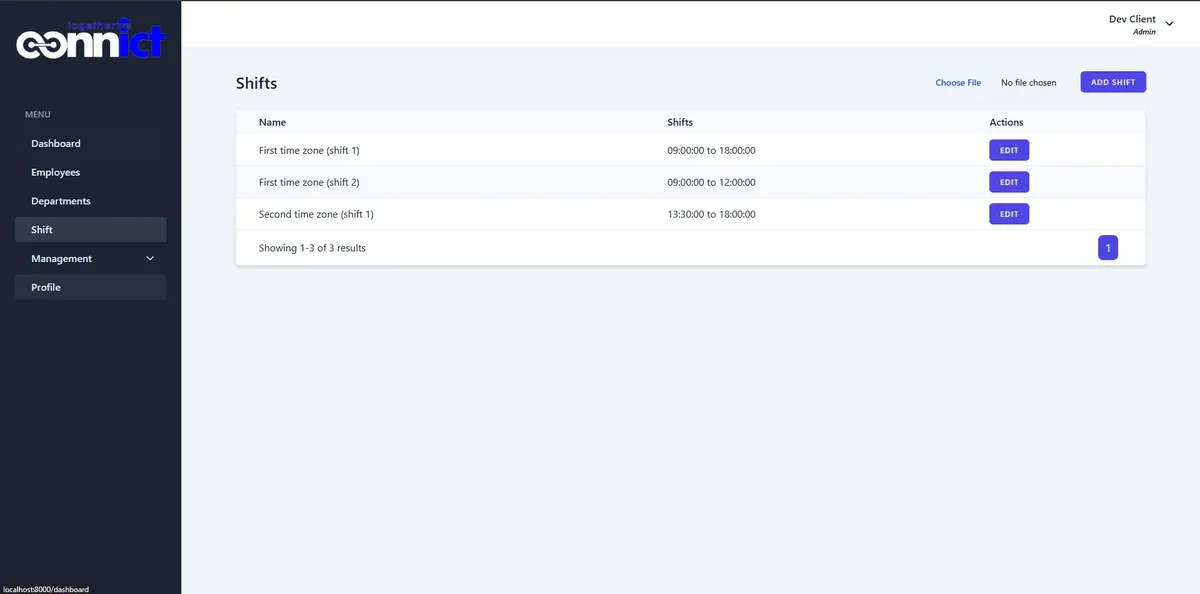 togetherwe
connict
Dev Client
Admin
MENU
Dashboard
Employees
Departments
Shift
Management
Profile
Shifts
Choose File No file chosen ADD SHIFT
Name Shifts Actions
First time zone (shift 1) 09:00:00 to 18:00:00 EDIT
First time zone (shift 2) 09:00:00 to 12:00:00 EDIT
Second time zone (shift 1) 13:30:00 to 18:00:00 EDIT
Showing 1-3 of 3 results 1
localhost:8000/dashboard